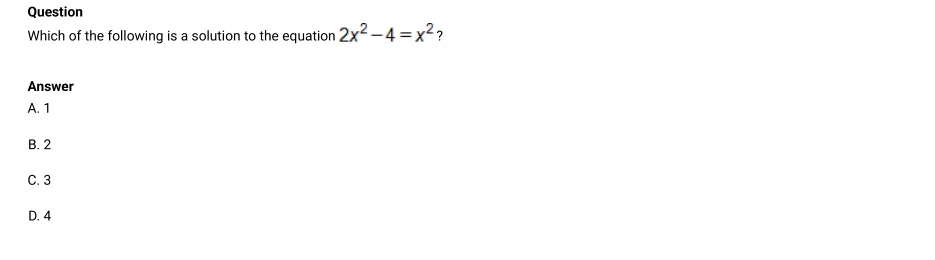 Question
Which of the following is a solution to the equation 2x² – 4 = x²?
Answer
A. 1
B. 2
C. 3
D. 4